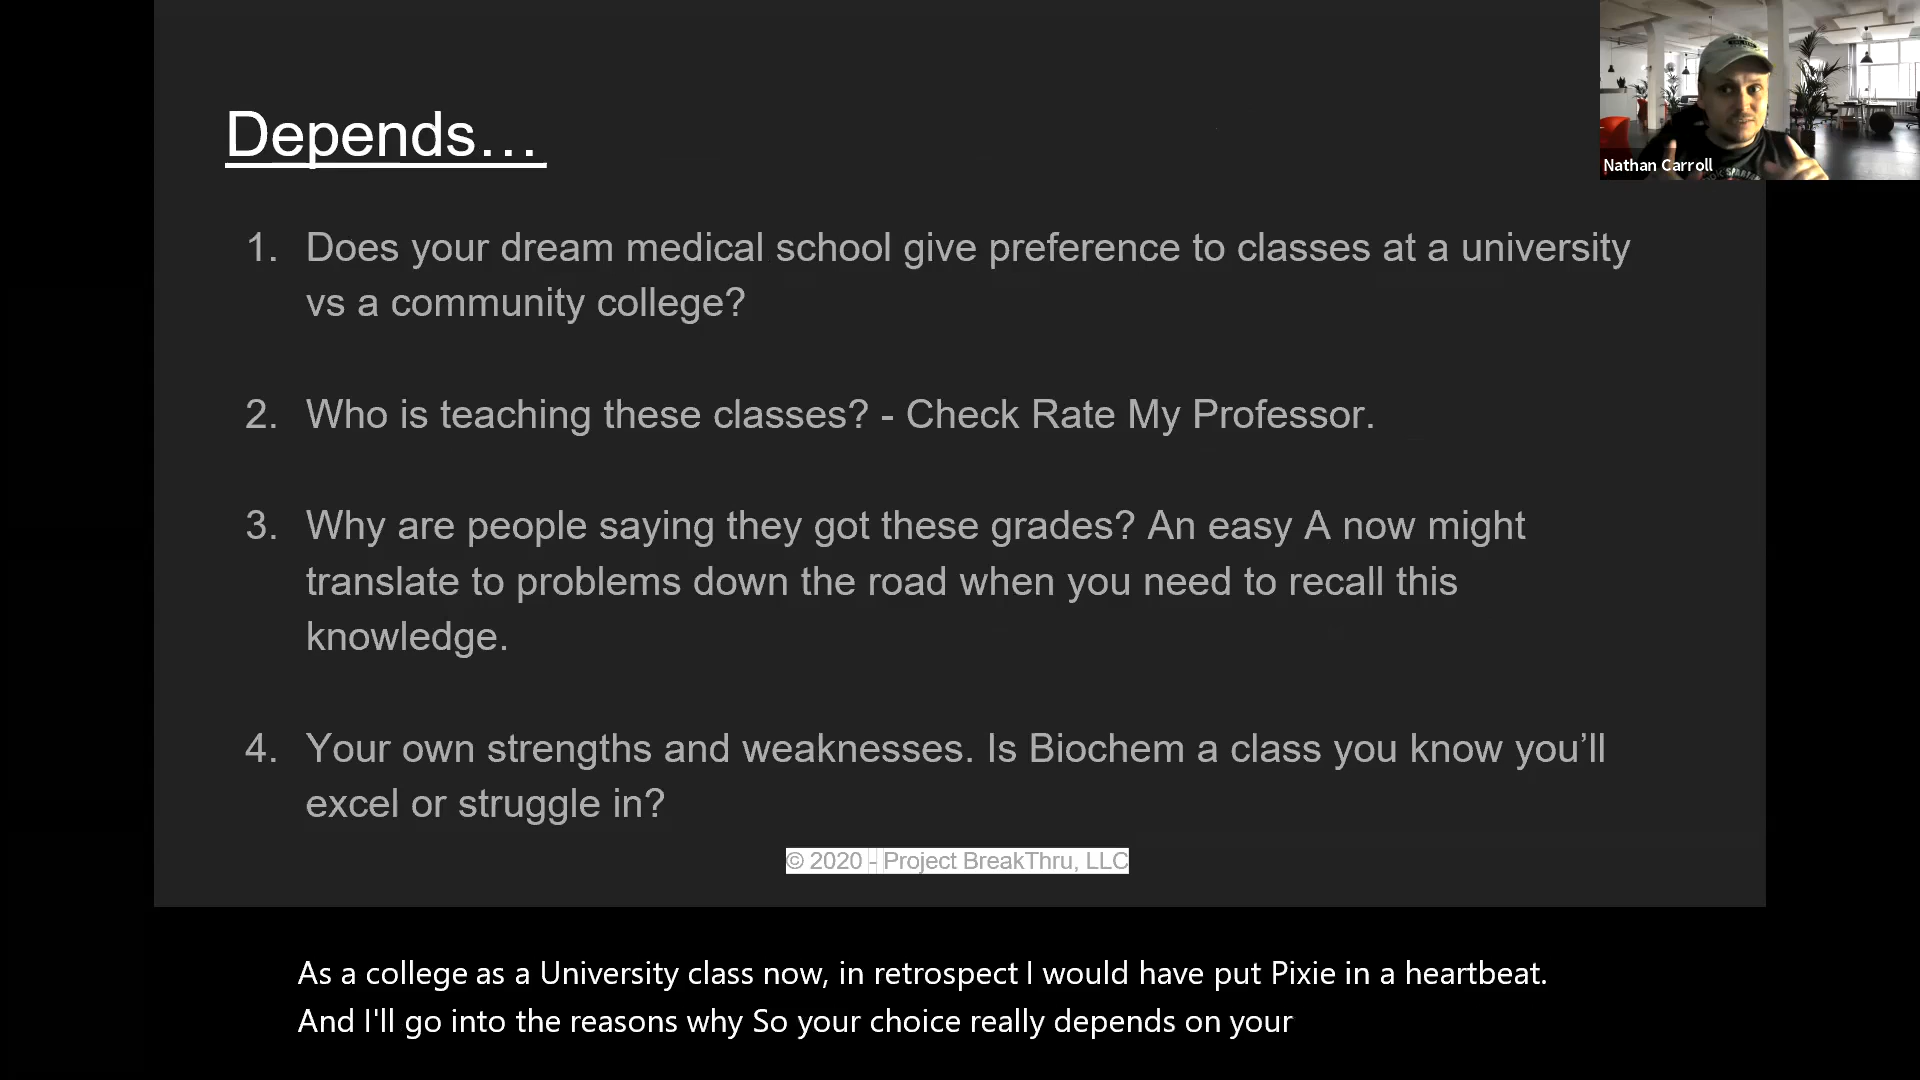 Depends...
Nathan Carroll
1. Does your dream medical school give preference to classes at a university
vs a community college?
2. Who is teaching these classes? - Check Rate My Professor.
3. Why are people saying they got these grades? An easy A now might
translate to problems down the road when you need to recall this
knowledge.
4. Your own strengths and weaknesses. Is Biochem a class you know you’ll
excel or struggle in?
© 2020 - Project BreakThru, LLC
As a college as a University class now, in retrospect I would have put Pixie in a heartbeat.
And I'll go into the reasons why So your choice really depends on your